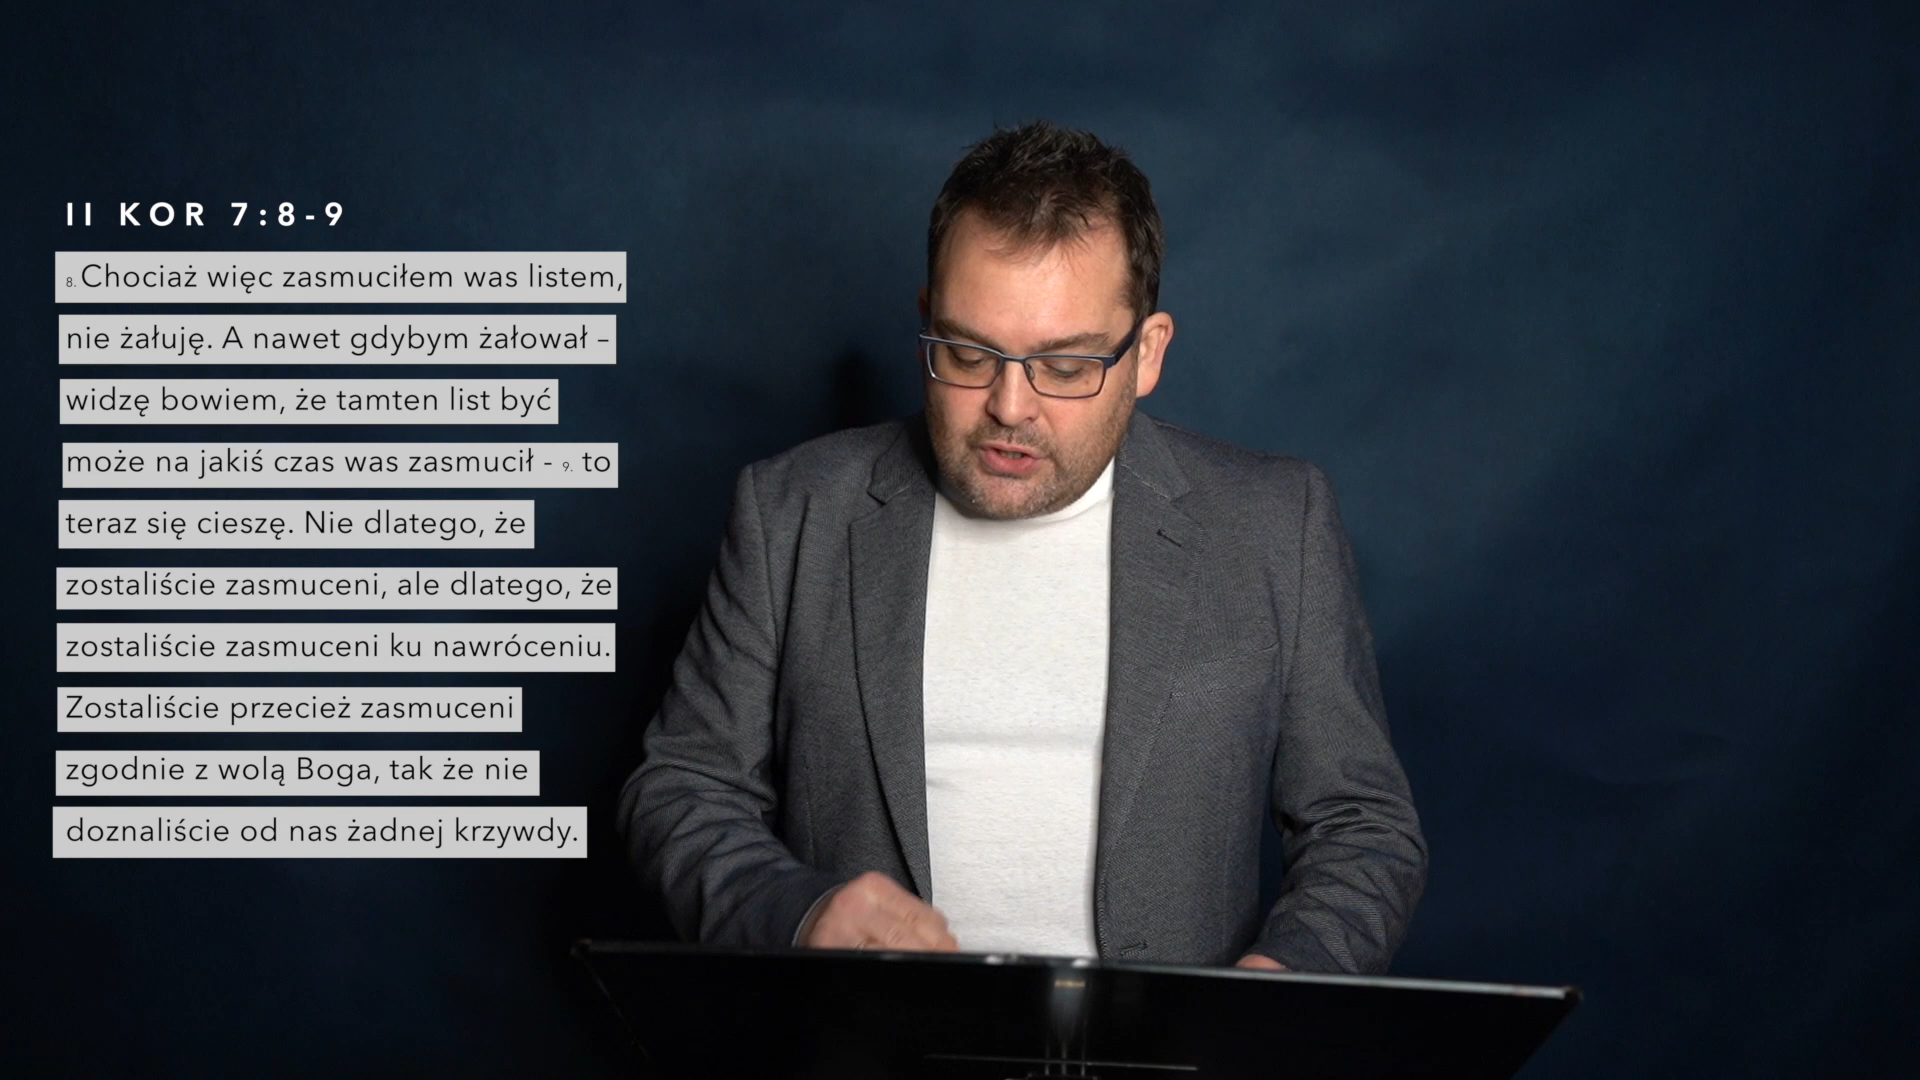 II KOR 7:8-9
8. Chociaż więc zasmuciłem was listem,
nie żałuję. A nawet gdybym żałował –
widzę bowiem, że tamten list być
może na jakiś czas was zasmucił - 9. to
teraz się cieszę. Nie dlatego, że
zostaliście zasmuceni, ale dlatego, że
zostaliście zasmuceni ku nawróceniu.
Zostaliście przecież zasmuceni
zgodnie z wolą Boga, tak że nie
doznaliście od nas żadnej krzywdy.